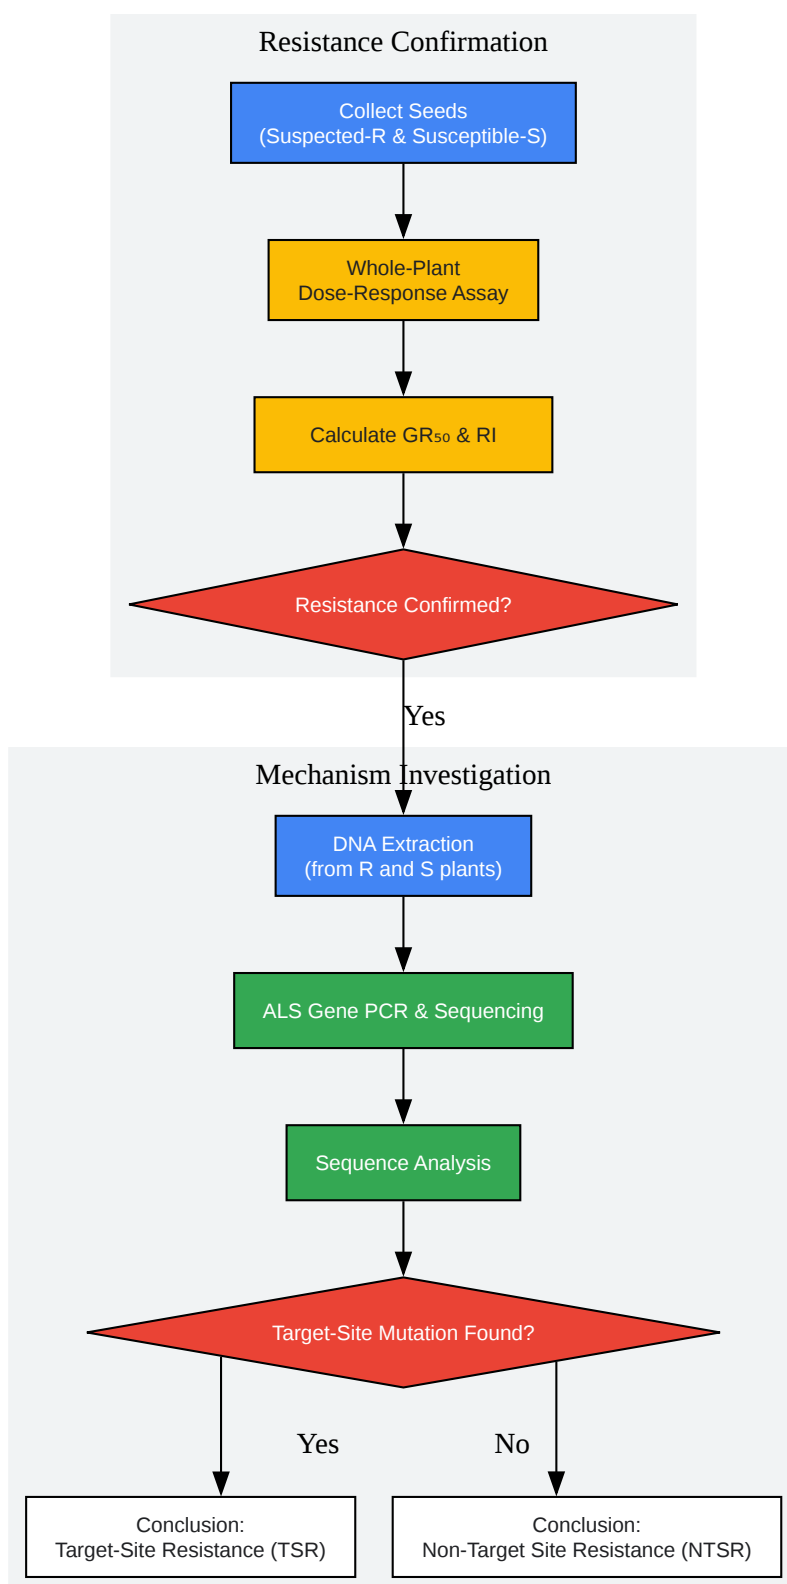 Resistance Confirmation
Collect Seeds
(Suspected-R & Susceptible-S)
Whole-Plant
Dose-Response Assay
Calculate GR₅₀ & RI
Resistance Confirmed?
Yes
Mechanism Investigation
DNA Extraction
(from R and S plants)
ALS Gene PCR & Sequencing
Sequence Analysis
Target-Site Mutation Found?
Yes
No
Conclusion:
Target-Site Resistance (TSR)
Conclusion:
Non-Target Site Resistance (NTSR)